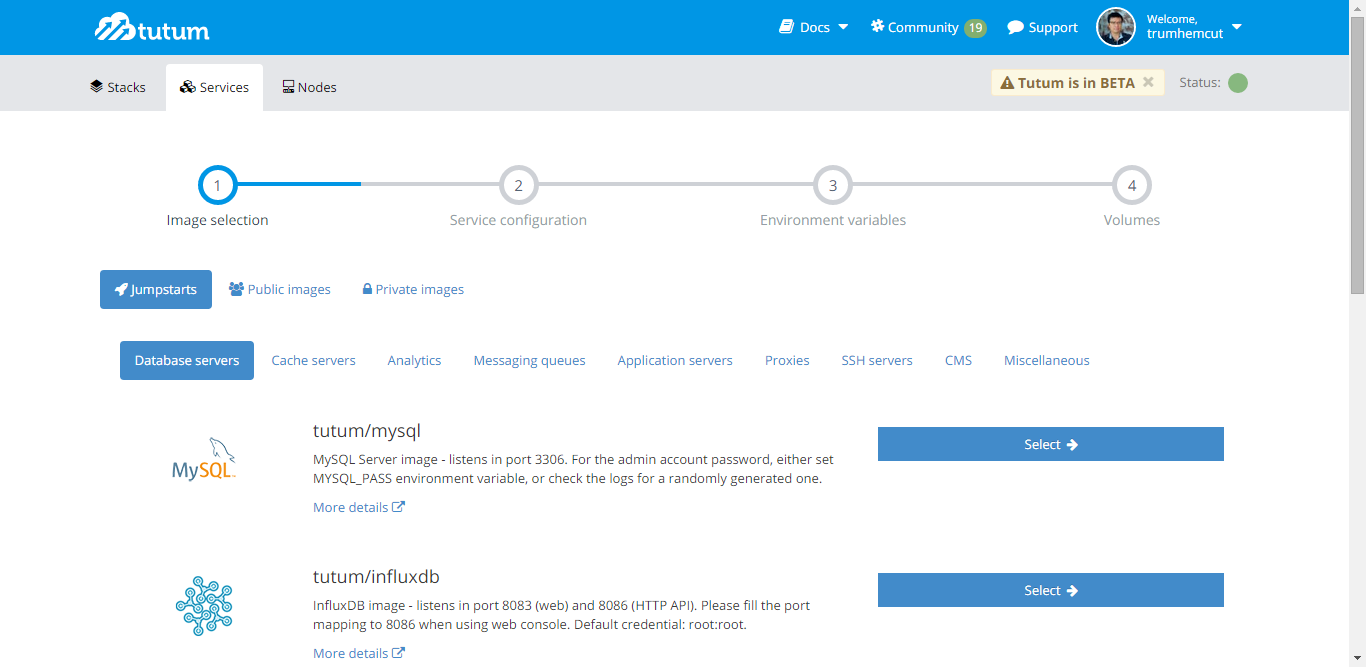 tutum
Docs
Community 19
Support
Welcome,
trumhemcut
Stacks
Services
Nodes
Tutum is in BETA
Status:
1
2
3
4
Image selection
Service configuration
Environment variables
Volumes
Jumpstarts
Public images
Private images
Database servers
Cache servers
Analytics
Messaging queues
Application servers
Proxies
SSH servers
CMS
Miscellaneous
MySQL
tutum/mysql
MySQL Server image - listens in port 3306. For the admin account password, either set
MYSQL_PASS environment variable, or check the logs for a randomly generated one.
More details
Select
tutum/influxdb
InfluxDB image - listens in port 8083 (web) and 8086 (HTTP API). Please fill the port
mapping to 8086 when using web console. Default credential: root:root.
More details
Select